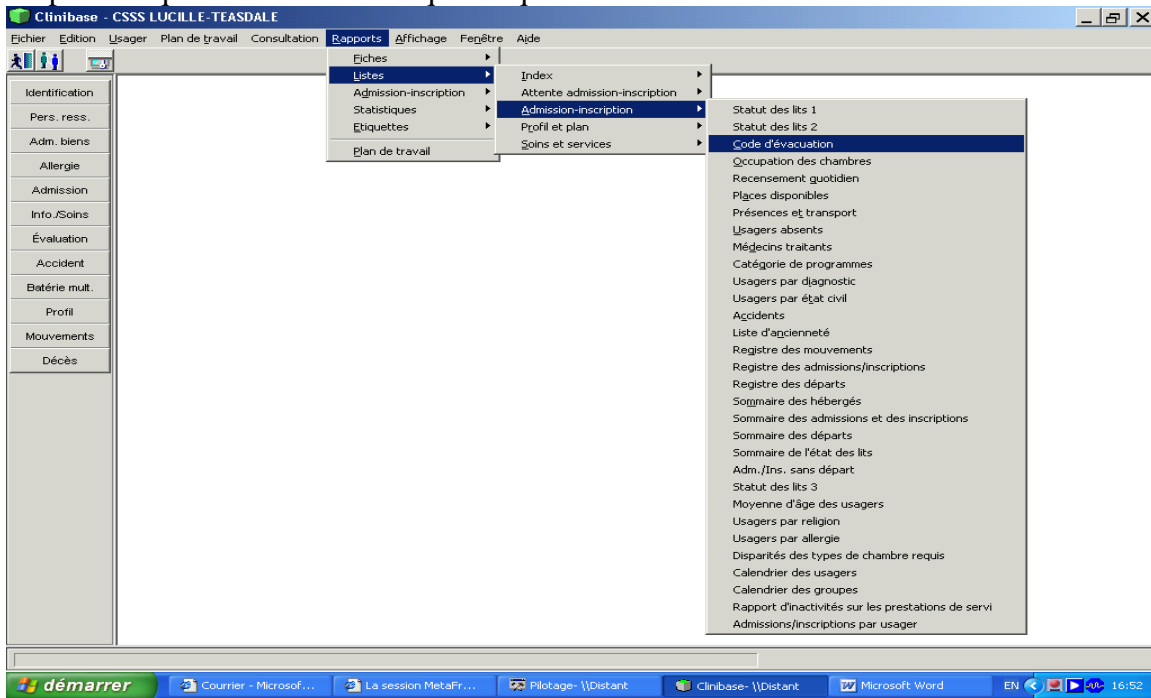 Clinibase - CSSS LUCILLE-TEASDALE
Fichier Edition Usager Plan de travail Consultation Rapports Affichage Fenêtre Aide
Identification
Pers. ress.
Adm. biens
Allergie
Admission
Info./Soins
Évaluation
Accident
Batérie mult.
Profil
Mouvements
Décès
Fiches
Listes
Admission-inscription
Statistiques
Etiquettes
Plan de travail
Index
Attente admission-inscription
Admission-inscription
Profil et plan
Soins et services
Statut des lits 1
Statut des lits 2
Code d'évacuation
Occupation des chambres
Recensement quotidien
Places disponibles
Présences et transport
Usagers absents
Médecins traitants
Catégorie de programmes
Usagers par diagnostic
Usagers par état civil
Accidents
Liste d'ancienneté
Registre des mouvements
Registre des admissions/inscriptions
Registre des départs
Sommaire des hébergés
Sommaire des admissions et des inscriptions
Sommaire des départs
Sommaire de l'état des lits
Adm./Ins. sans départ
Statut des lits 3
Moyenne d'âge des usagers
Usagers par religion
Usagers par allergie
Disparités des types de chambre requis
Calendrier des usagers
Calendrier des groupes
Rapport d'inactivités sur les prestations de servi
Admissions/inscriptions par usager
démarrer Courrier - Microsof... La session MetaFr... Pilotage- \\Distant Clinibase- \\Distant Microsoft Word EN 16:52